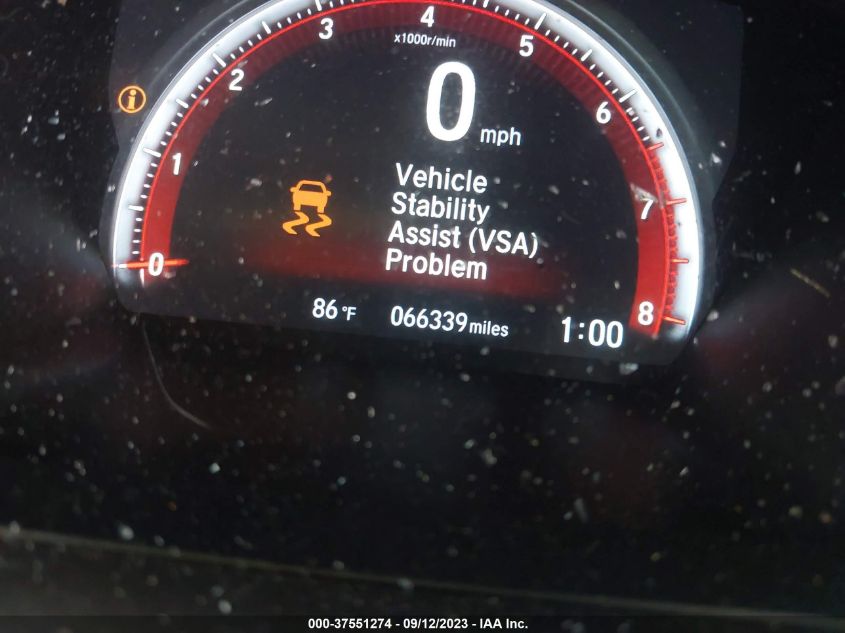 4
3
5
x1000r/min
2
0 mph
6
1
Vehicle
Stability
7
Assist (VSA)
0
Problem
8
86 °F 066339 miles 1:00
000-37551274 - 09/12/2023 - IAA Inc.